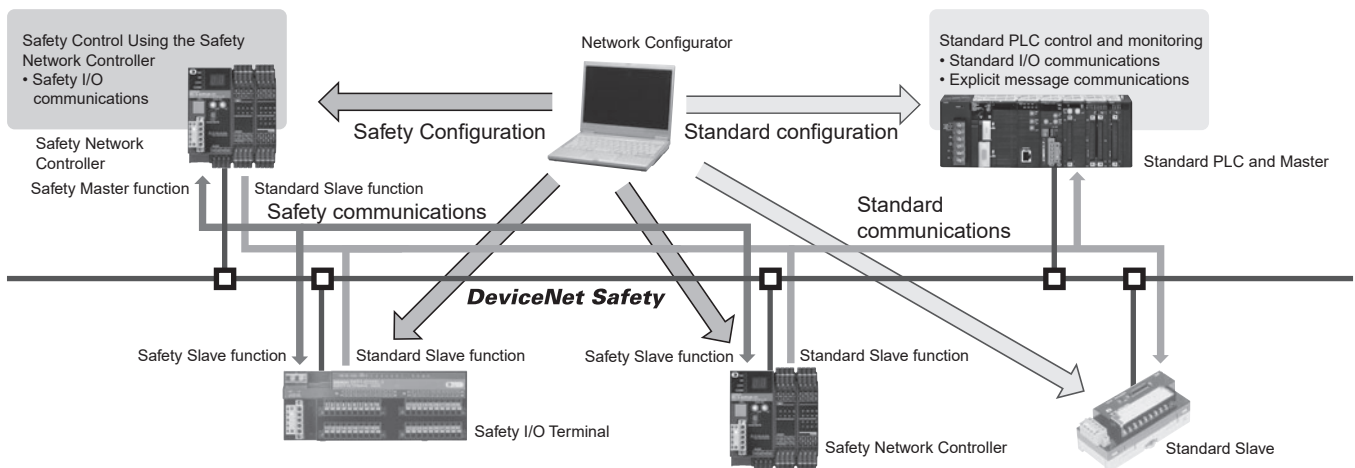 Safety Control Using the Safety
Network Controller
• Safety I/O
communications
Safety Network
Controller
Safety Master function
Standard Slave function
Network Configurator
Safety Configuration
Standard configuration
Standard PLC control and monitoring
• Standard I/O communications
• Explicit message communications
Standard PLC and Master
Safety communications
Standard
communications
DeviceNet Safety
Safety Slave function
Standard Slave function
Safety I/O Terminal
Safety Slave function
Standard Slave function
Safety Network Controller
Standard Slave